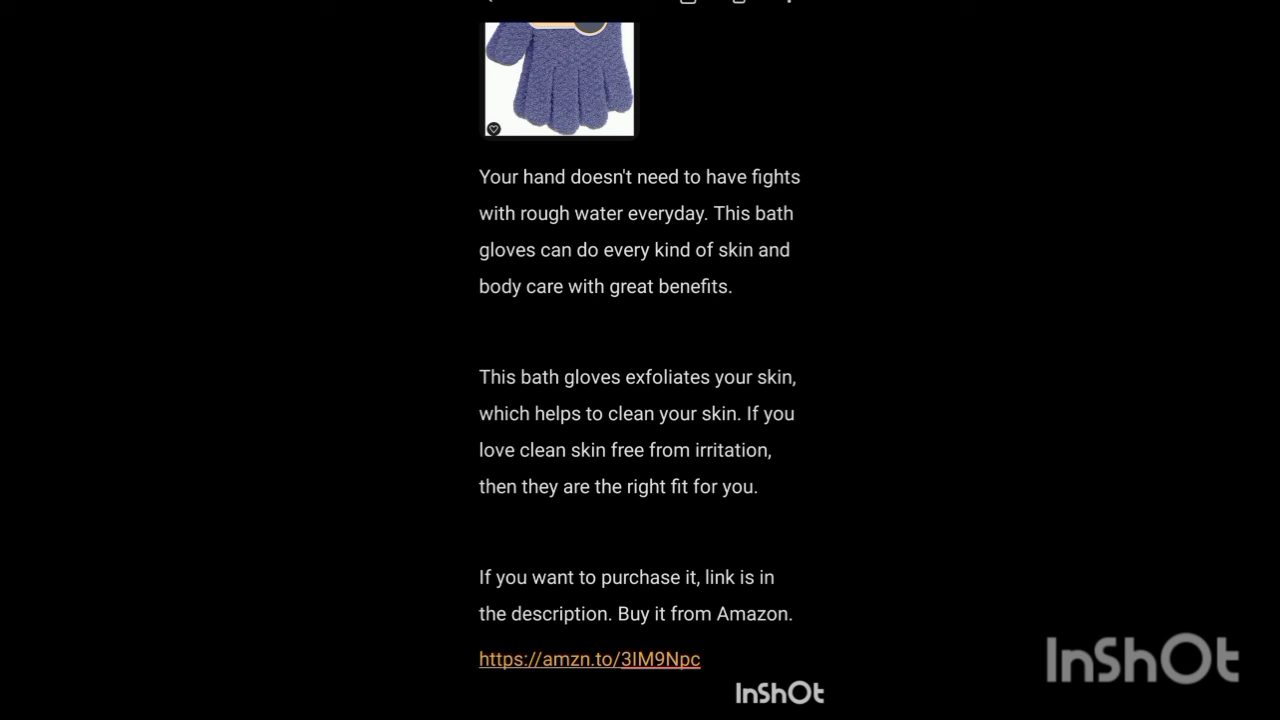 Your hand doesn't need to have fights
with rough water everyday. This bath
gloves can do every kind of skin and
body care with great benefits.
This bath gloves exfoliates your skin,
which helps to clean your skin. If you
love clean skin free from irritation,
then they are the right fit for you.
If you want to purchase it, link is in
the description. Buy it from Amazon.
https://amzn.to/3IM9Npc
InShOt
InShOt